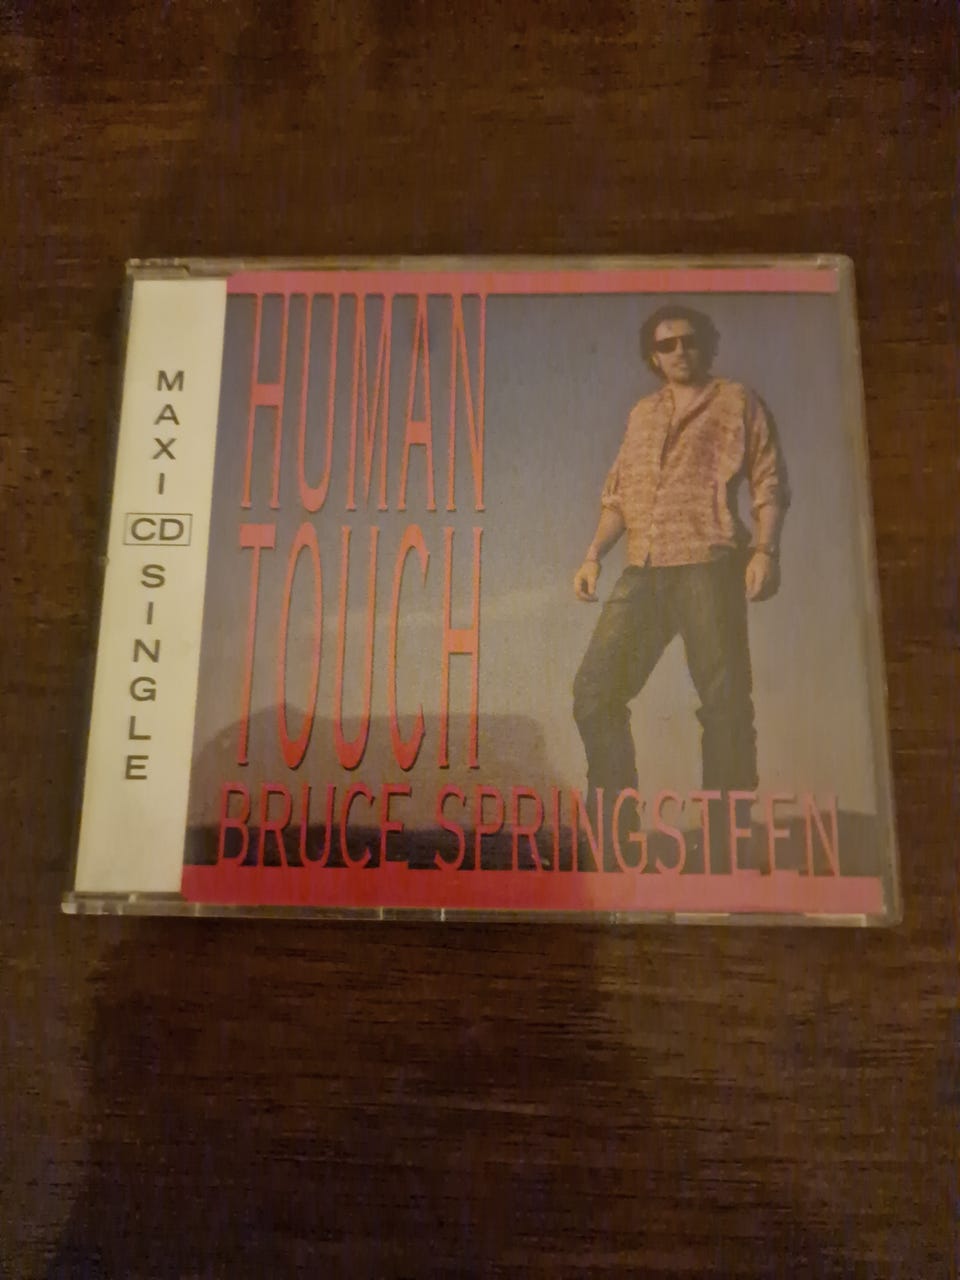 MAXI CD SINGLE
HUMAN
TOUCH
BRUCE SPRINGSTEEN